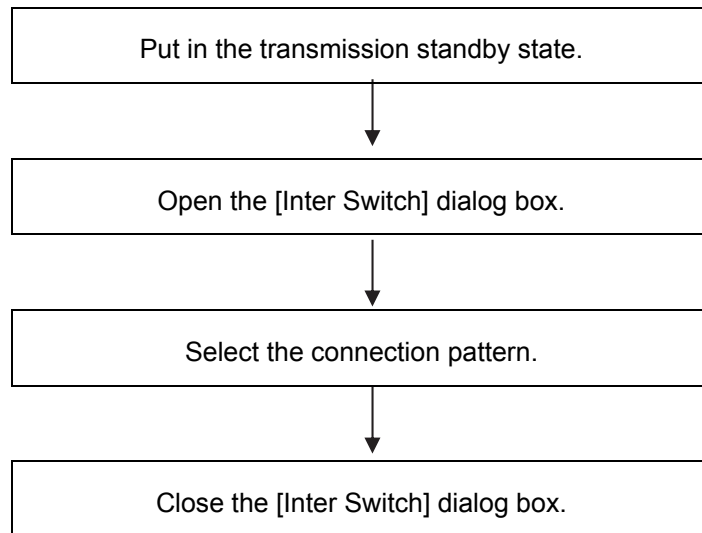 Put in the transmission standby state.
Open the [Inter Switch] dialog box.
Select the connection pattern.
Close the [Inter Switch] dialog box.